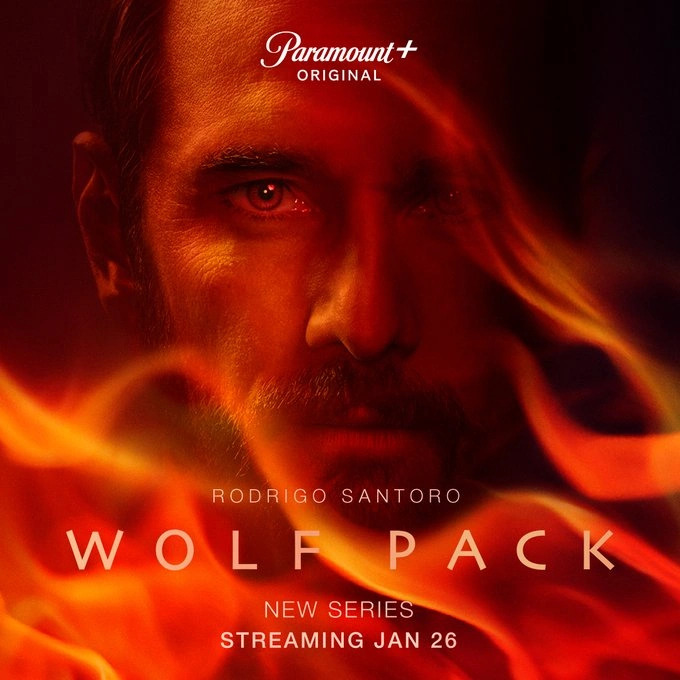 Paramount+
ORIGINAL
RODRIGO SANTORO
WOLF PACK
NEW SERIES
STREAMING JAN 26